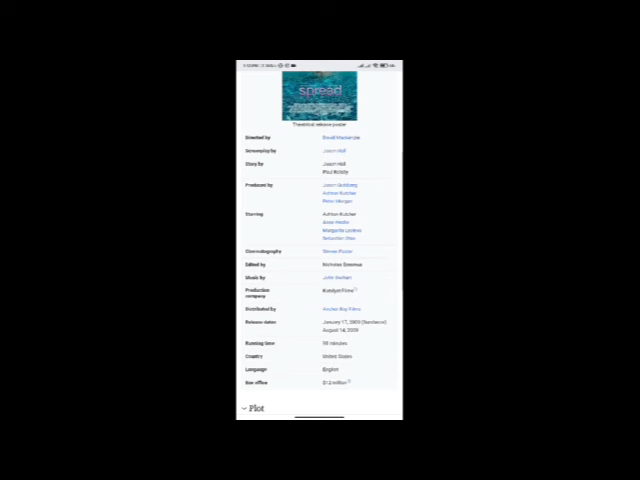 spread
Theatrical release poster
Directed by David Mackenzie
Screenplay by Jason Hall
Story by Jason Hall
Paul Kolsby
Produced by Jason Goldberg
Ashton Kutcher
Peter Morgan
Starring Ashton Kutcher
Anne Heche
Margarita Levieva
Sebastian Stan
Cinematography Steven Poster
Edited by Nicholas Erasmus
Music by John Swihart
Production company Katalyst Films
Distributed by Anchor Bay Films
Release dates January 17, 2009 (Sundance)
August 14, 2009
Running time
Country United States
Language English
Box office $12 million
Plot